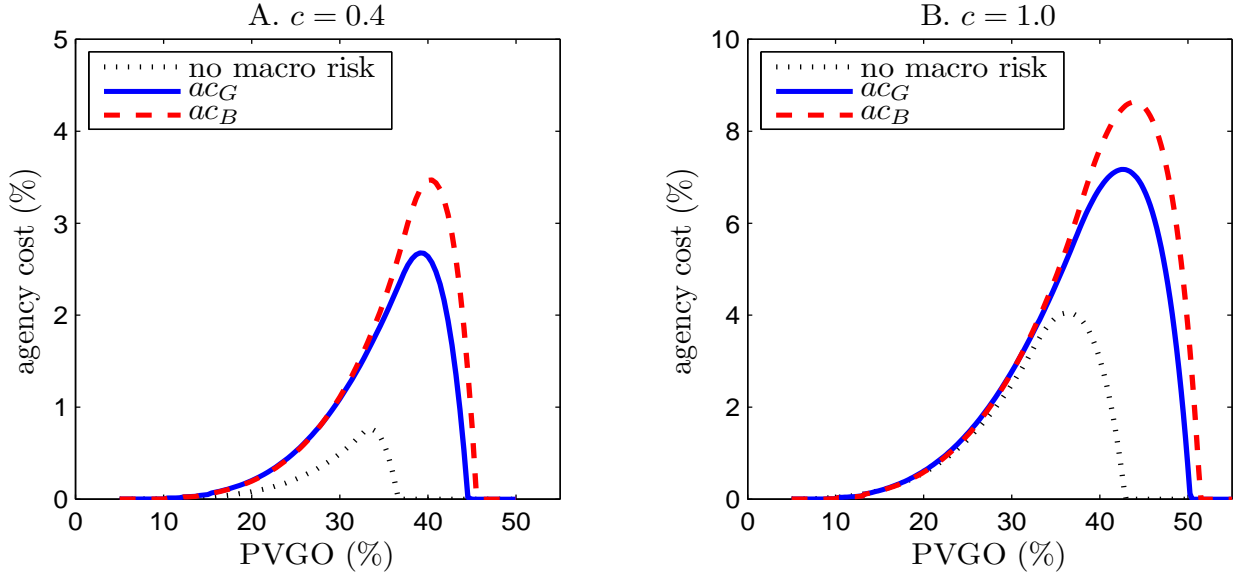 A. c = 0.4
5
4
3
2
1
0
0 10 20 30 40 50
agency cost (%)
PVGO (%)
no macro risk
ac_G
ac_B
B. c = 1.0
10
8
6
4
2
0
0 10 20 30 40 50
agency cost (%)
PVGO (%)
no macro risk
ac_G
ac_B